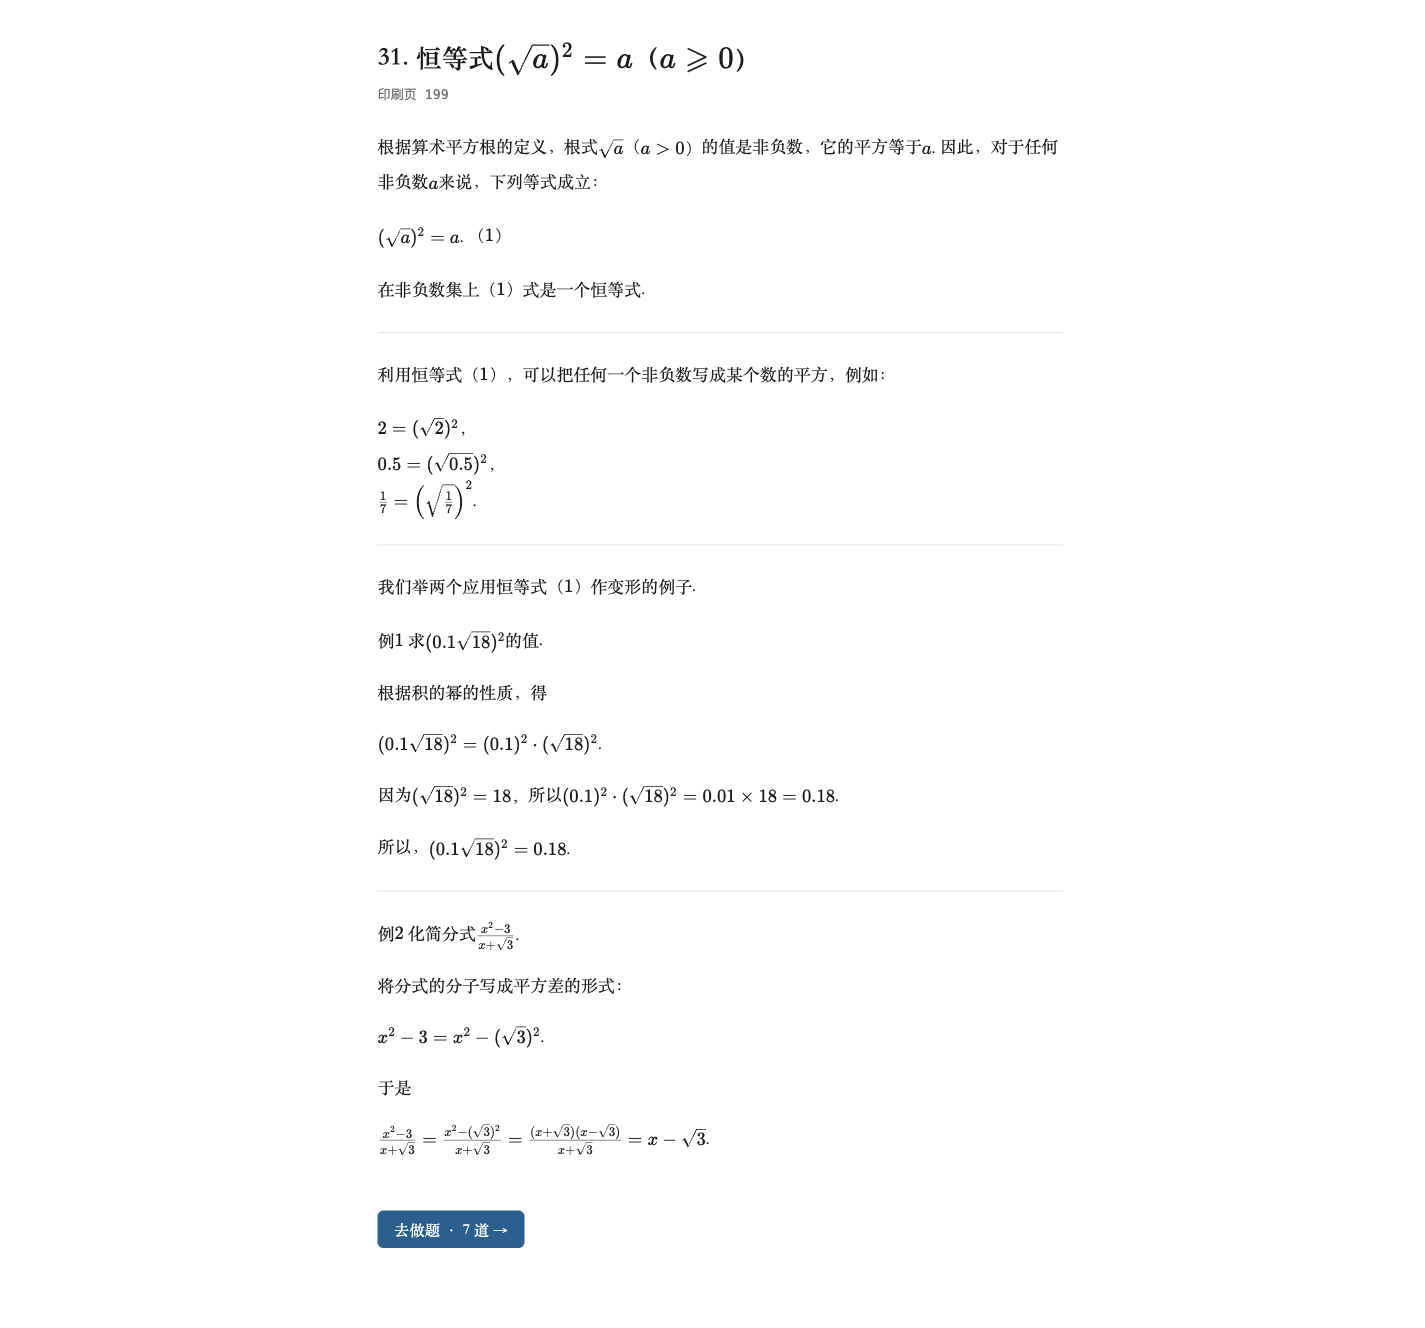 31. 恒等式(√a)² = a（a ⩾ 0）
印刷页 199
根据算术平方根的定义，根式√a（a > 0）的值是非负数，它的平方等于a. 因此，对于任何
非负数a来说，下列等式成立：
(√a)² = a.（1）
在非负数集上（1）式是一个恒等式.
利用恒等式（1），可以把任何一个非负数写成某个数的平方，例如：
2 = (√2)²，
0.5 = (√0.5)²，
1/7 = (√(1/7))².
我们举两个应用恒等式（1）作变形的例子.
例1 求(0.1√18)²的值.
根据积的幂的性质，得
(0.1√18)² = (0.1)² · (√18)².
因为(√18)² = 18，所以(0.1)² · (√18)² = 0.01 × 18 = 0.18.
所以，(0.1√18)² = 0.18.
例2 化简分式(x²−3)/(x+√3).
将分式的分子写成平方差的形式：
x² − 3 = x² − (√3)².
于是
(x²−3)/(x+√3) = (x²−(√3)²)/(x+√3) = ((x+√3)(x−√3))/(x+√3) = x − √3.
去做题 · 7 道 →